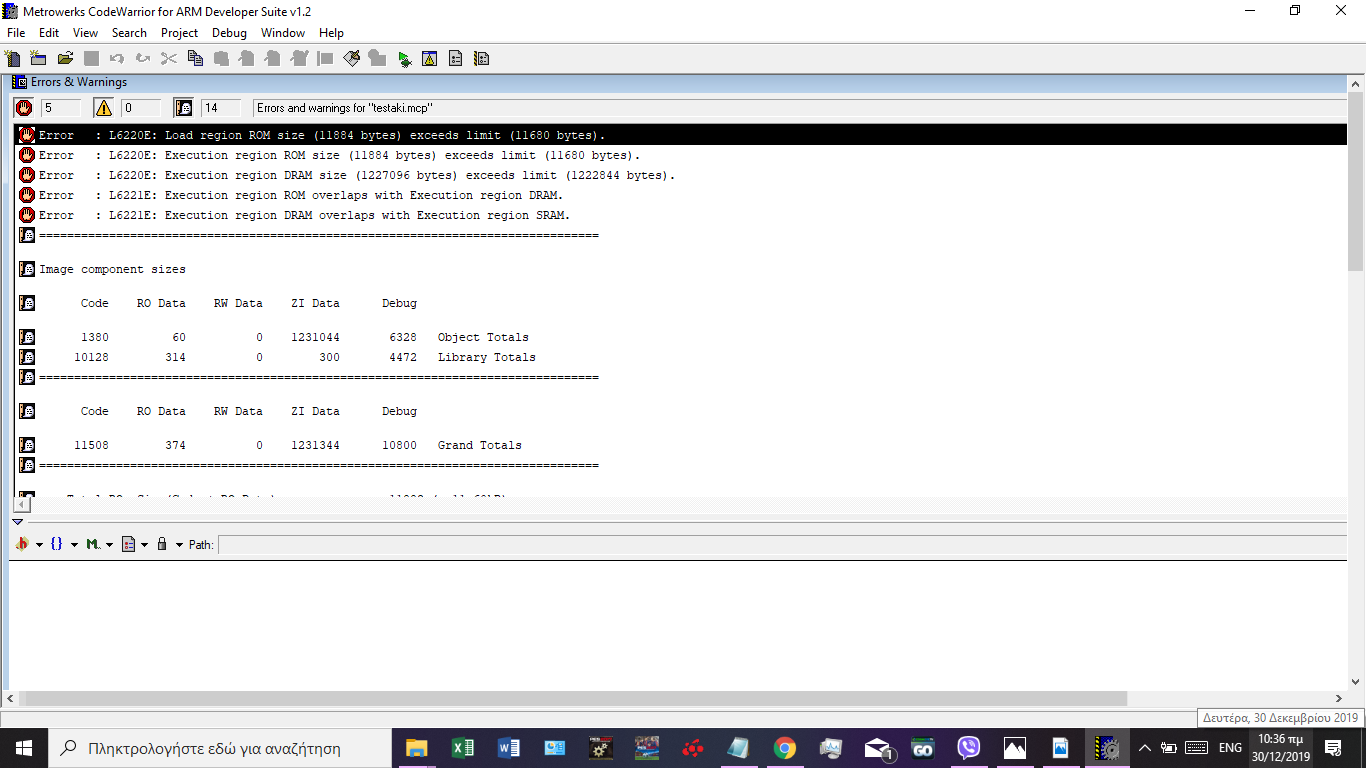 Metrowerks CodeWarrior for ARM Developer Suite v1.2
File Edit View Search Project Debug Window Help
Errors & Warnings
5 0 14 Errors and warnings for "testaki.mcp"
Error : L6220E: Load region ROM size (11884 bytes) exceeds limit (11680 bytes).
Error : L6220E: Execution region ROM size (11884 bytes) exceeds limit (11680 bytes).
Error : L6220E: Execution region DRAM size (1227096 bytes) exceeds limit (1222844 bytes).
Error : L6221E: Execution region ROM overlaps with Execution region DRAM.
Error : L6221E: Execution region DRAM overlaps with Execution region SRAM.
================================================================================
Image component sizes
Code RO Data RW Data ZI Data Debug
1380 60 0 1231044 6328 Object Totals
10128 314 0 300 4472 Library Totals
================================================================================
Code RO Data RW Data ZI Data Debug
11508 374 0 1231344 10800 Grand Totals
================================================================================
Path:
Δευτέρα, 30 Δεκεμβρίου 2019
Πληκτρολογήστε εδώ για αναζήτηση
1
GO
ENG
10:36 πμ
30/12/2019